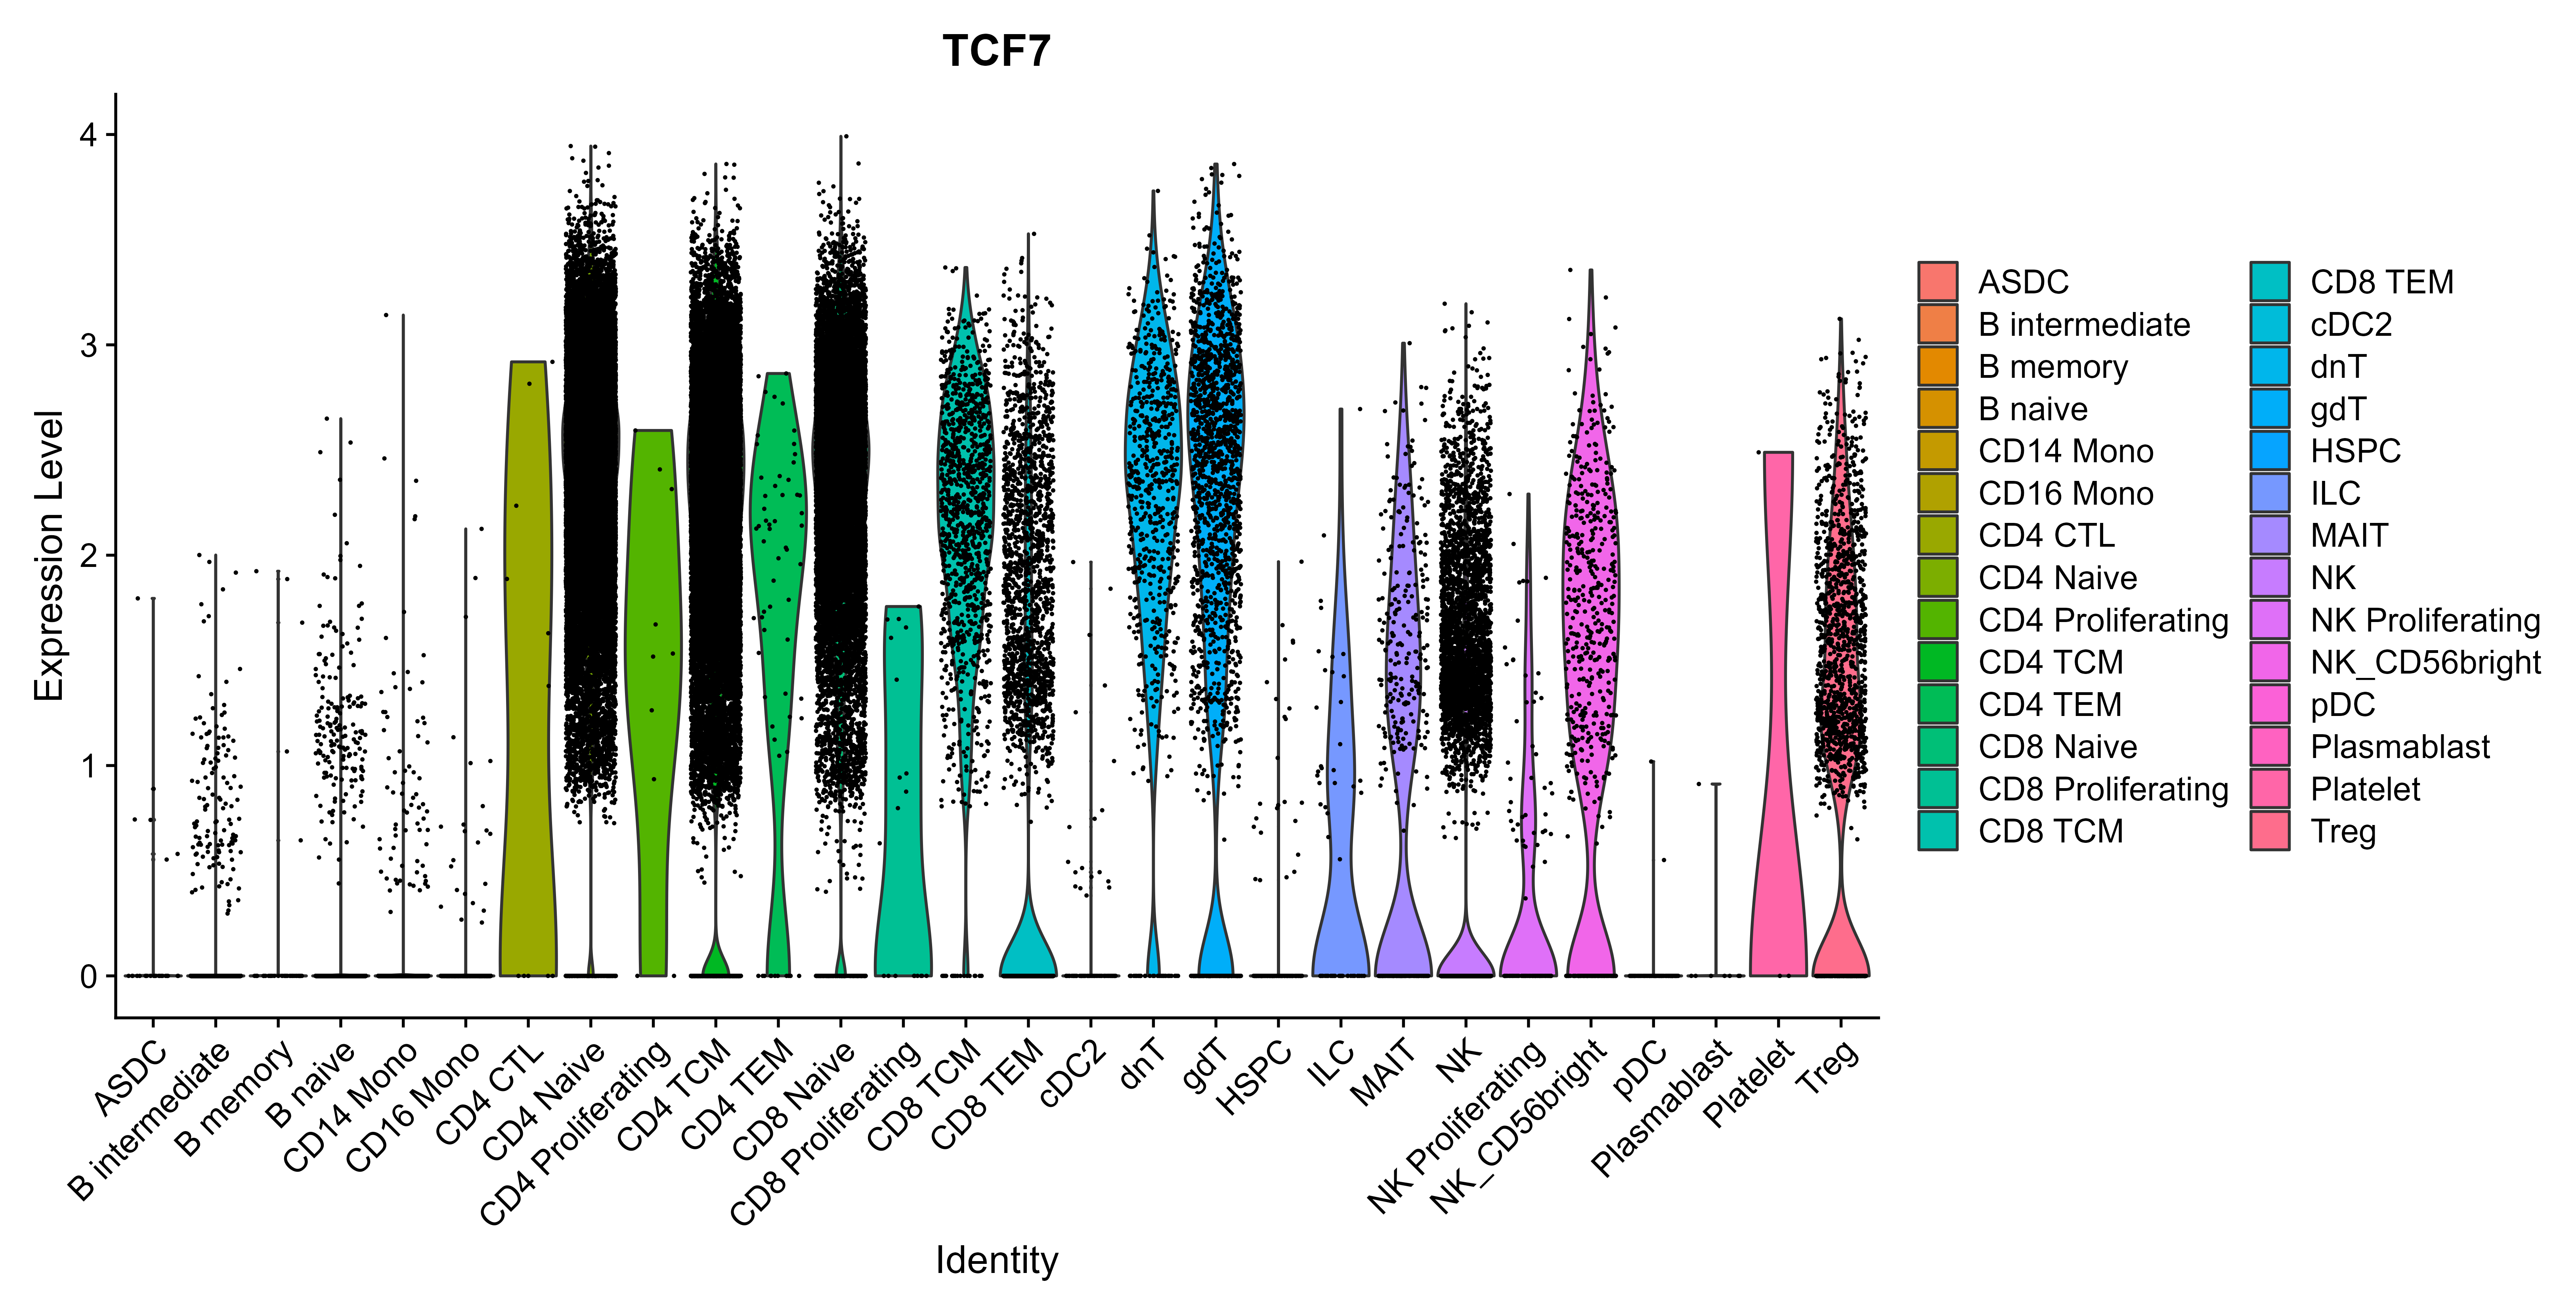 TCF7
Expression Level
4
3
2
1
0
ASDC
B intermediate
B memory
B naive
CD14 Mono
CD16 Mono
CD4 CTL
CD4 Naive
CD4 Proliferating
CD4 TCM
CD4 TEM
CD8 Naive
CD8 Proliferating
CD8 TCM
CD8 TEM
cDC2
dnT
gdT
HSPC
ILC
MAIT
NK
NK Proliferating
NK_CD56bright
pDC
Plasmablast
Platelet
Treg
Identity
ASDC
B intermediate
B memory
B naive
CD14 Mono
CD16 Mono
CD4 CTL
CD4 Naive
CD4 Proliferating
CD4 TCM
CD4 TEM
CD8 Naive
CD8 Proliferating
CD8 TCM
CD8 TEM
cDC2
dnT
gdT
HSPC
ILC
MAIT
NK
NK Proliferating
NK_CD56bright
pDC
Plasmablast
Platelet
Treg